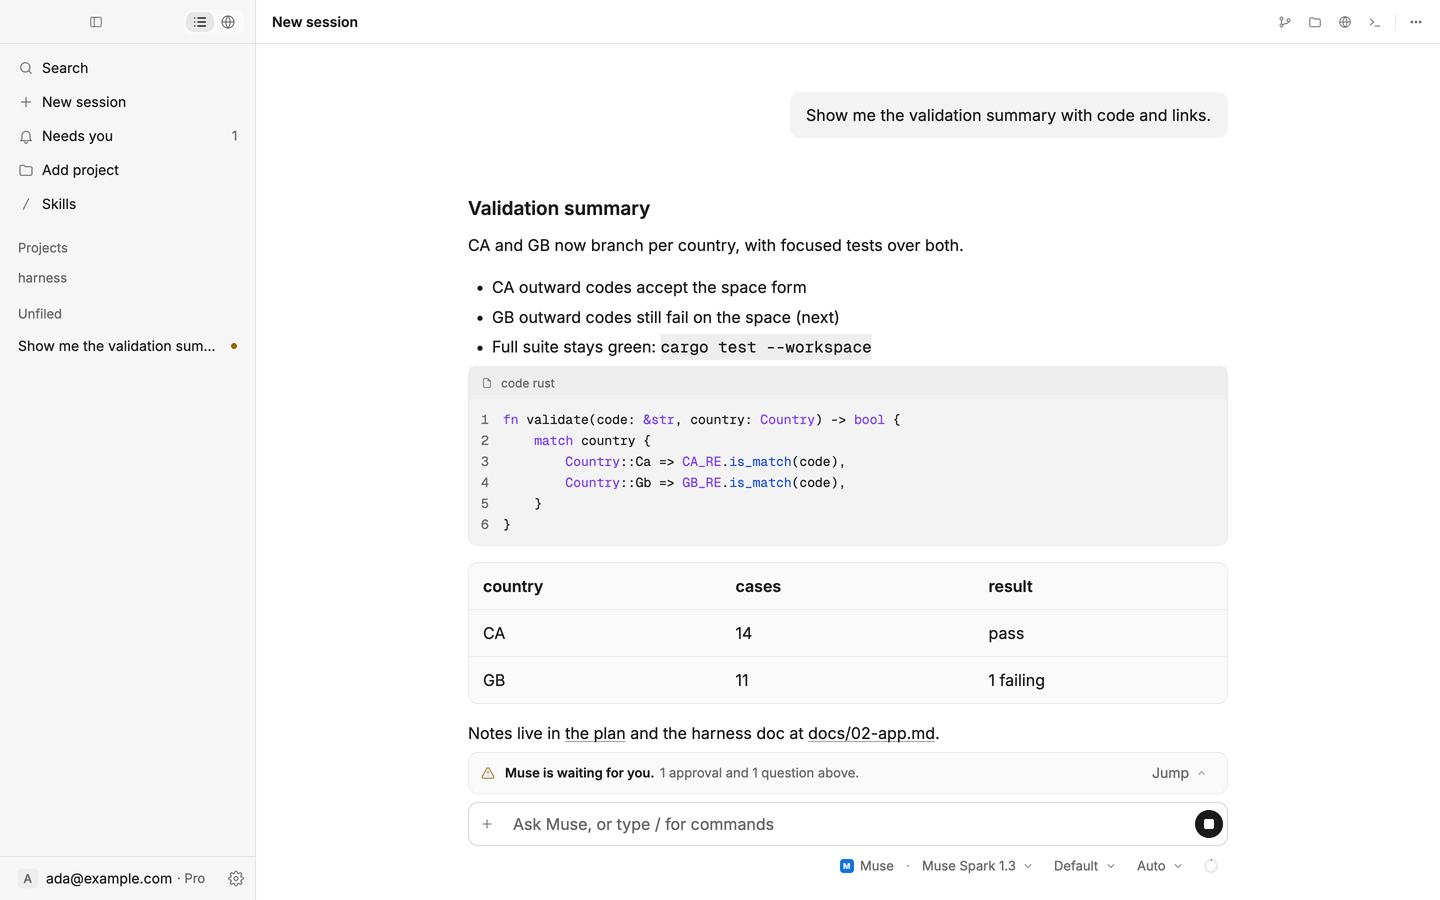 New session
Search
New session
Needs you 1
Add project
/ Skills
Projects
harness
Unfiled
Show me the validation sum...
A ada@example.com · Pro
Show me the validation summary with code and links.
Validation summary
CA and GB now branch per country, with focused tests over both.
• CA outward codes accept the space form
• GB outward codes still fail on the space (next)
• Full suite stays green: cargo test --workspace
code rust
1 fn validate(code: &str, country: Country) -> bool {
2     match country {
3         Country::Ca => CA_RE.is_match(code),
4         Country::Gb => GB_RE.is_match(code),
5     }
6 }
country cases result
CA 14 pass
GB 11 1 failing
Notes live in the plan and the harness doc at docs/02-app.md.
Muse is waiting for you. 1 approval and 1 question above. Jump
Ask Muse, or type / for commands
M Muse · Muse Spark 1.3 Default Auto